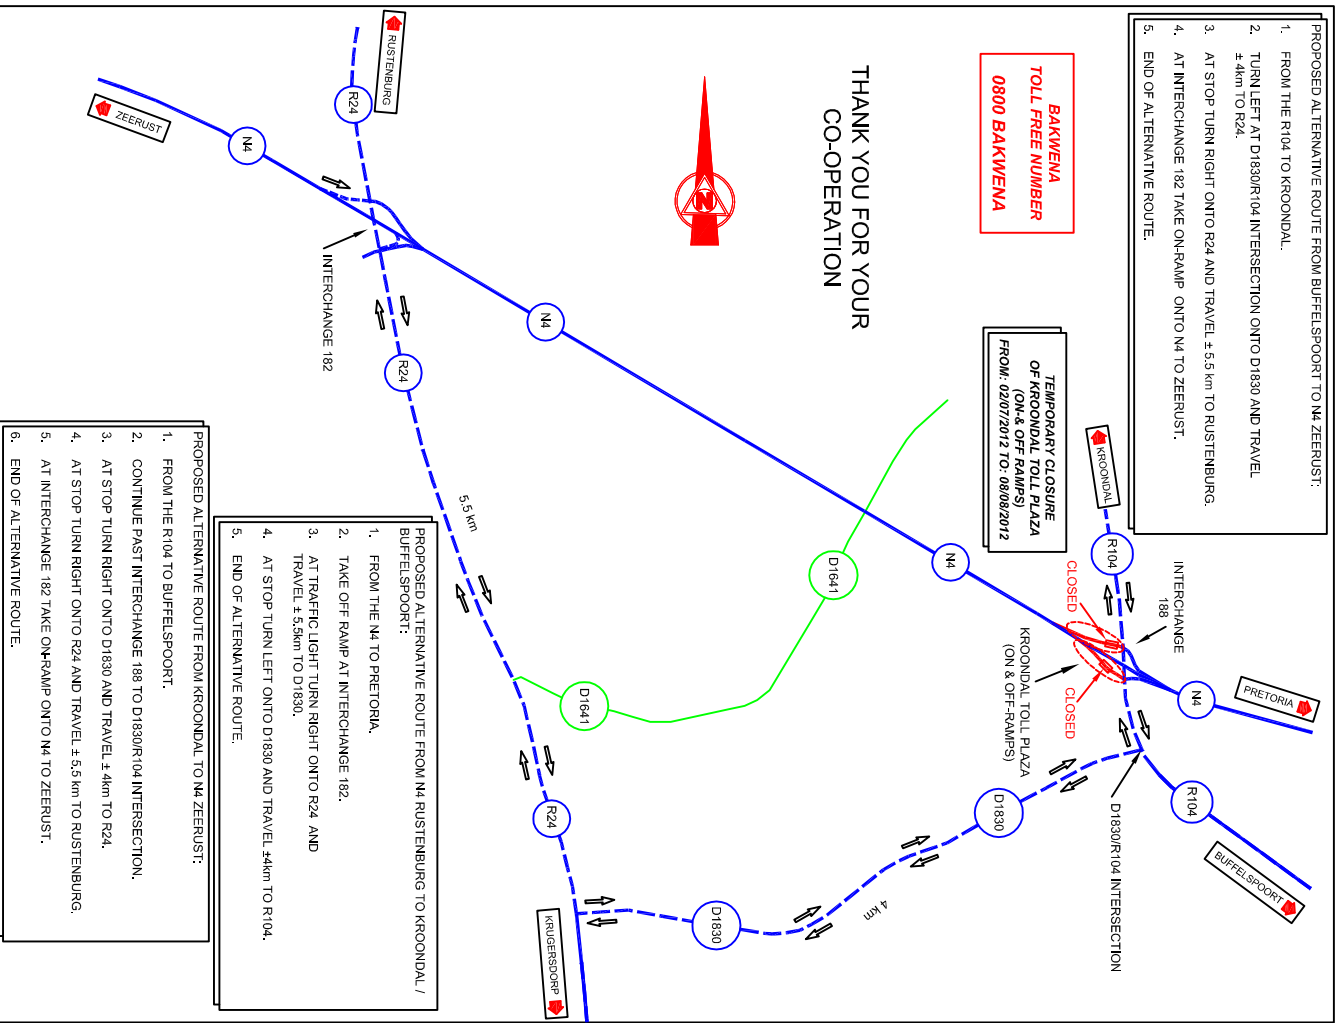 PROPOSED ALTERNATIVE ROUTE FROM BUFFELSPOORT TO N4 ZEERUST:
1. FROM THE R104 TO KROONDAL.
2. TURN LEFT AT D1830/R104 INTERSECTION ONTO D1830 AND TRAVEL
± 4km TO R24.
3. AT STOP TURN RIGHT ONTO R24 AND TRAVEL ± 5.5 km TO RUSTENBURG.
4. AT INTERCHANGE 182 TAKE ON-RAMP ONTO N4 TO ZEERUST.
5. END OF ALTERNATIVE ROUTE.
BAKWENA
TOLL FREE NUMBER
0800 BAKWENA
THANK YOU FOR YOUR
CO-OPERATION
N
TEMPORARY CLOSURE
OF KROONDAL TOLL PLAZA
(ON-& OFF RAMPS)
FROM: 02/07/2012 TO: 08/08/2012
KROONDAL
R104
INTERCHANGE
188
CLOSED
CLOSED
KROONDAL TOLL PLAZA
(ON & OFF-RAMPS)
PRETORIA
N4
R104
BUFFELSPOORT
D1830/R104 INTERSECTION
D1830
4 km
D1830
N4
D1641
D1641
N4
RUSTENBURG
R24
ZEERUST
N4
INTERCHANGE 182
R24
5,5 km
R24
KRUGERSDORP
PROPOSED ALTERNATIVE ROUTE FROM N4 RUSTENBURG TO KROONDAL /
BUFFELSPOORT:
1. FROM THE N4 TO PRETORIA.
2. TAKE OFF RAMP AT INTERCHANGE 182.
3. AT TRAFFIC LIGHT TURN RIGHT ONTO R24 AND
TRAVEL ± 5,5km TO D1830.
4. AT STOP TURN LEFT ONTO D1830 AND TRAVEL ±4km TO R104.
5. END OF ALTERNATIVE ROUTE.
PROPOSED ALTERNATIVE ROUTE FROM KROONDAL TO N4 ZEERUST:
1. FROM THE R104 TO BUFFELSPORT.
2. CONTINUE PAST INTERCHANGE 188 TO D1830/R104 INTERSECTION.
3. AT STOP TURN RIGHT ONTO D1830 AND TRAVEL ± 4km TO R24.
4. AT STOP TURN RIGHT ONTO R24 AND TRAVEL ± 5,5 km TO RUSTENBURG.
5. AT INTERCHANGE 182 TAKE ON-RAMP ONTO N4 TO ZEERUST.
6. END OF ALTERNATIVE ROUTE.